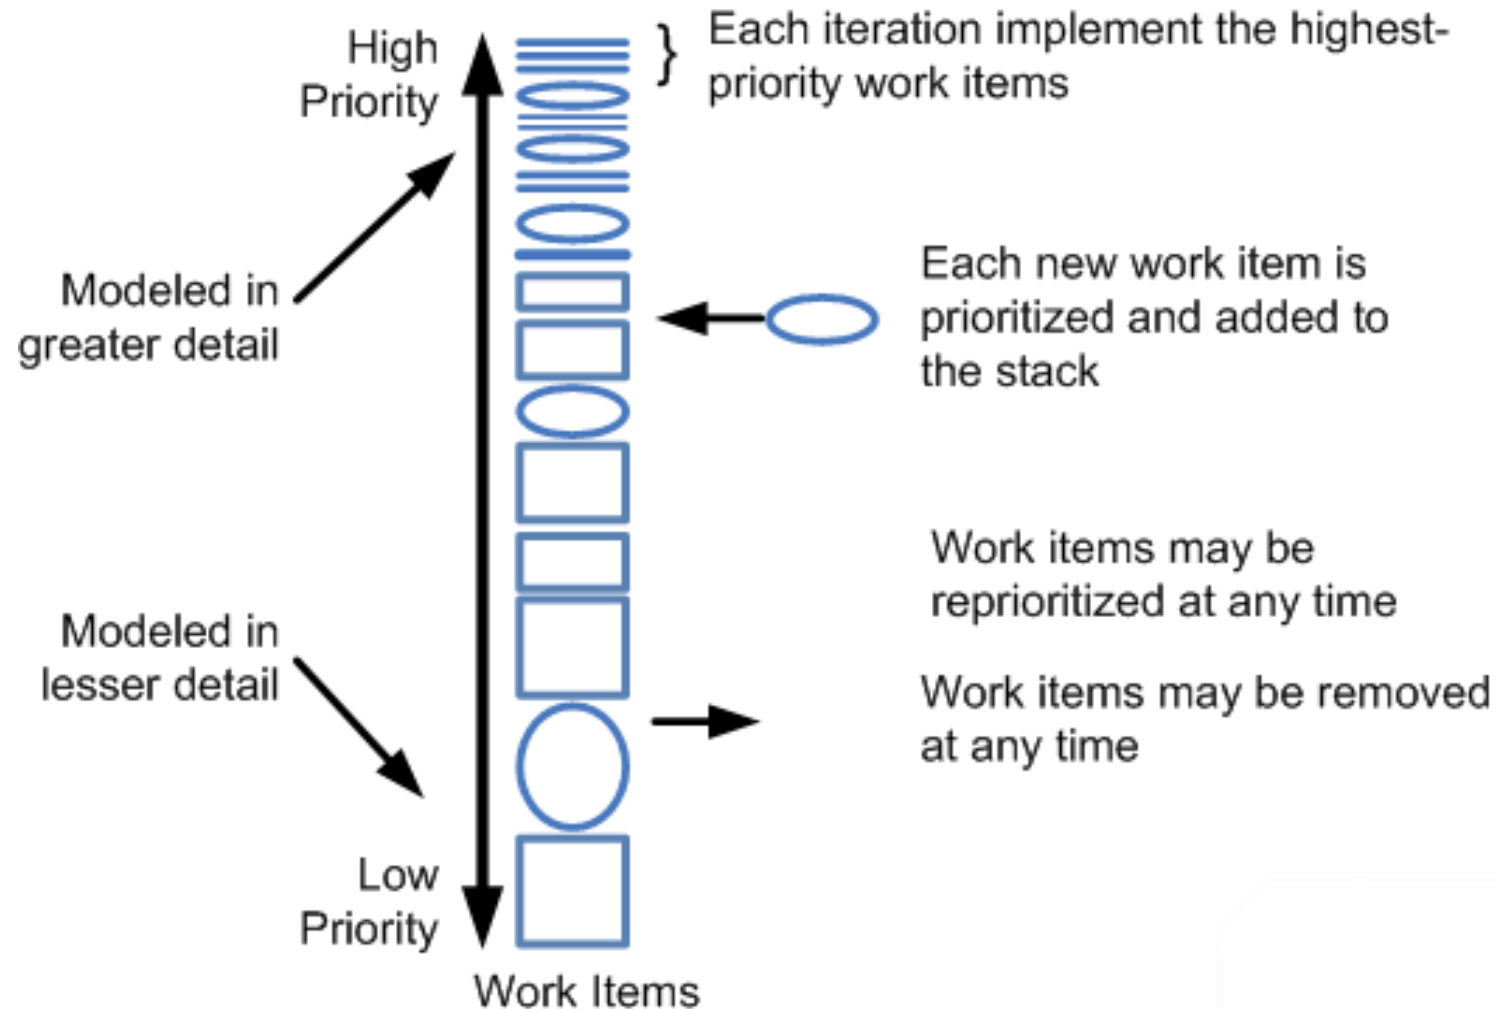 High
Priority
Each iteration implement the highest-
priority work items
Modeled in
greater detail
Each new work item is
prioritized and added to
the stack
Work items may be
reprioritized at any time
Modeled in
lesser detail
Work items may be removed
at any time
Low
Priority
Work Items